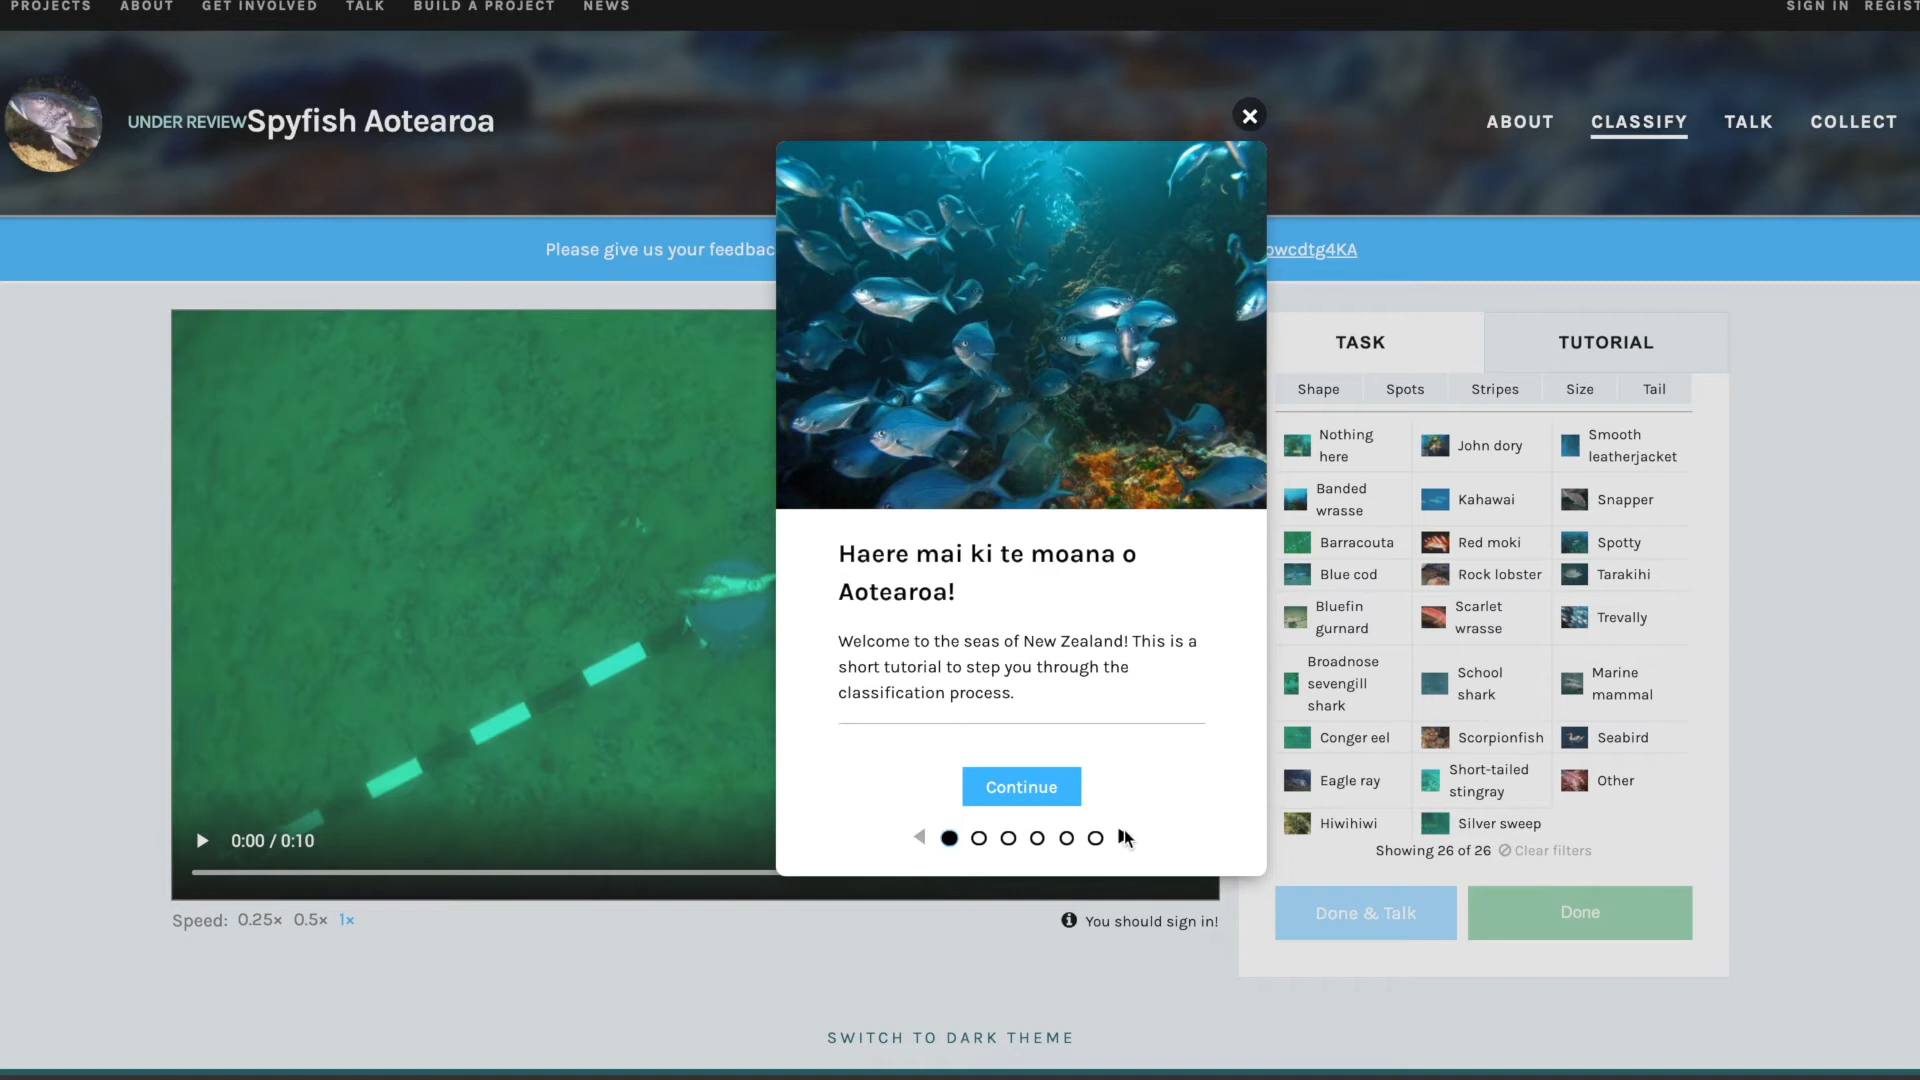 PROJECTS ABOUT GET INVOLVED TALK BUILD A PROJECT NEWS SIGN IN
UNDER REVIEW Spyfish Aotearoa
ABOUT CLASSIFY TALK COLLECT
Please give us your owcdtg4KA
Haere mai ki te moana o
Aotearoa!
Welcome to the seas of New Zealand! This is a
short tutorial to step you through the
classification process.
Continue
0:00 / 0:10
Speed: 0.25× 0.5× 1×
You should sign in!
TASK TUTORIAL
Shape Spots Stripes Size Tail
Nothing
here
John dory
Smooth
leatherjacket
Banded
wrasse
Kahawai
Snapper
Barracouta
Red moki
Spotty
Blue cod
Rock lobster
Tarakihi
Bluefin
gurnard
Scarlet
wrasse
Trevally
Broadnose
sevengill
shark
School
shark
Marine
mammal
Conger eel
Scorpionfish
Seabird
Eagle ray
Short-tailed
stingray
Other
Hiwihiwi
Silver sweep
Showing 26 of 26 Clear filters
Done & Talk Done
SWITCH TO DARK THEME